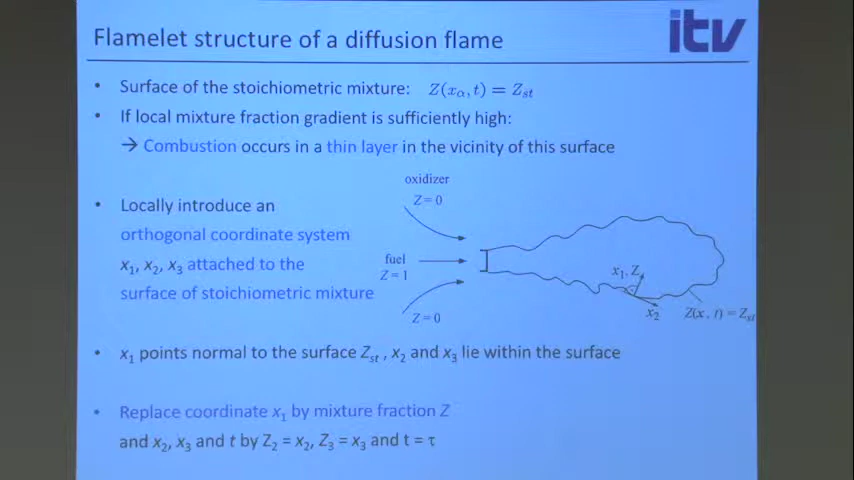 Flamelet structure of a diffusion flame
itv
• Surface of the stoichiometric mixture: Z(xα, t) = Zst
• If local mixture fraction gradient is sufficiently high:
→ Combustion occurs in a thin layer in the vicinity of this surface
oxidizer
Z = 0
• Locally introduce an
orthogonal coordinate system
x1, x2, x3 attached to the
surface of stoichiometric mixture
fuel
Z = 1
Z = 0
x1, Z
x2
Z(x , t) = Zst
• x1 points normal to the surface Zst , x2 and x3 lie within the surface
• Replace coordinate x1 by mixture fraction Z
and x2, x3 and t by Z2 = x2, Z3 = x3 and t = τ